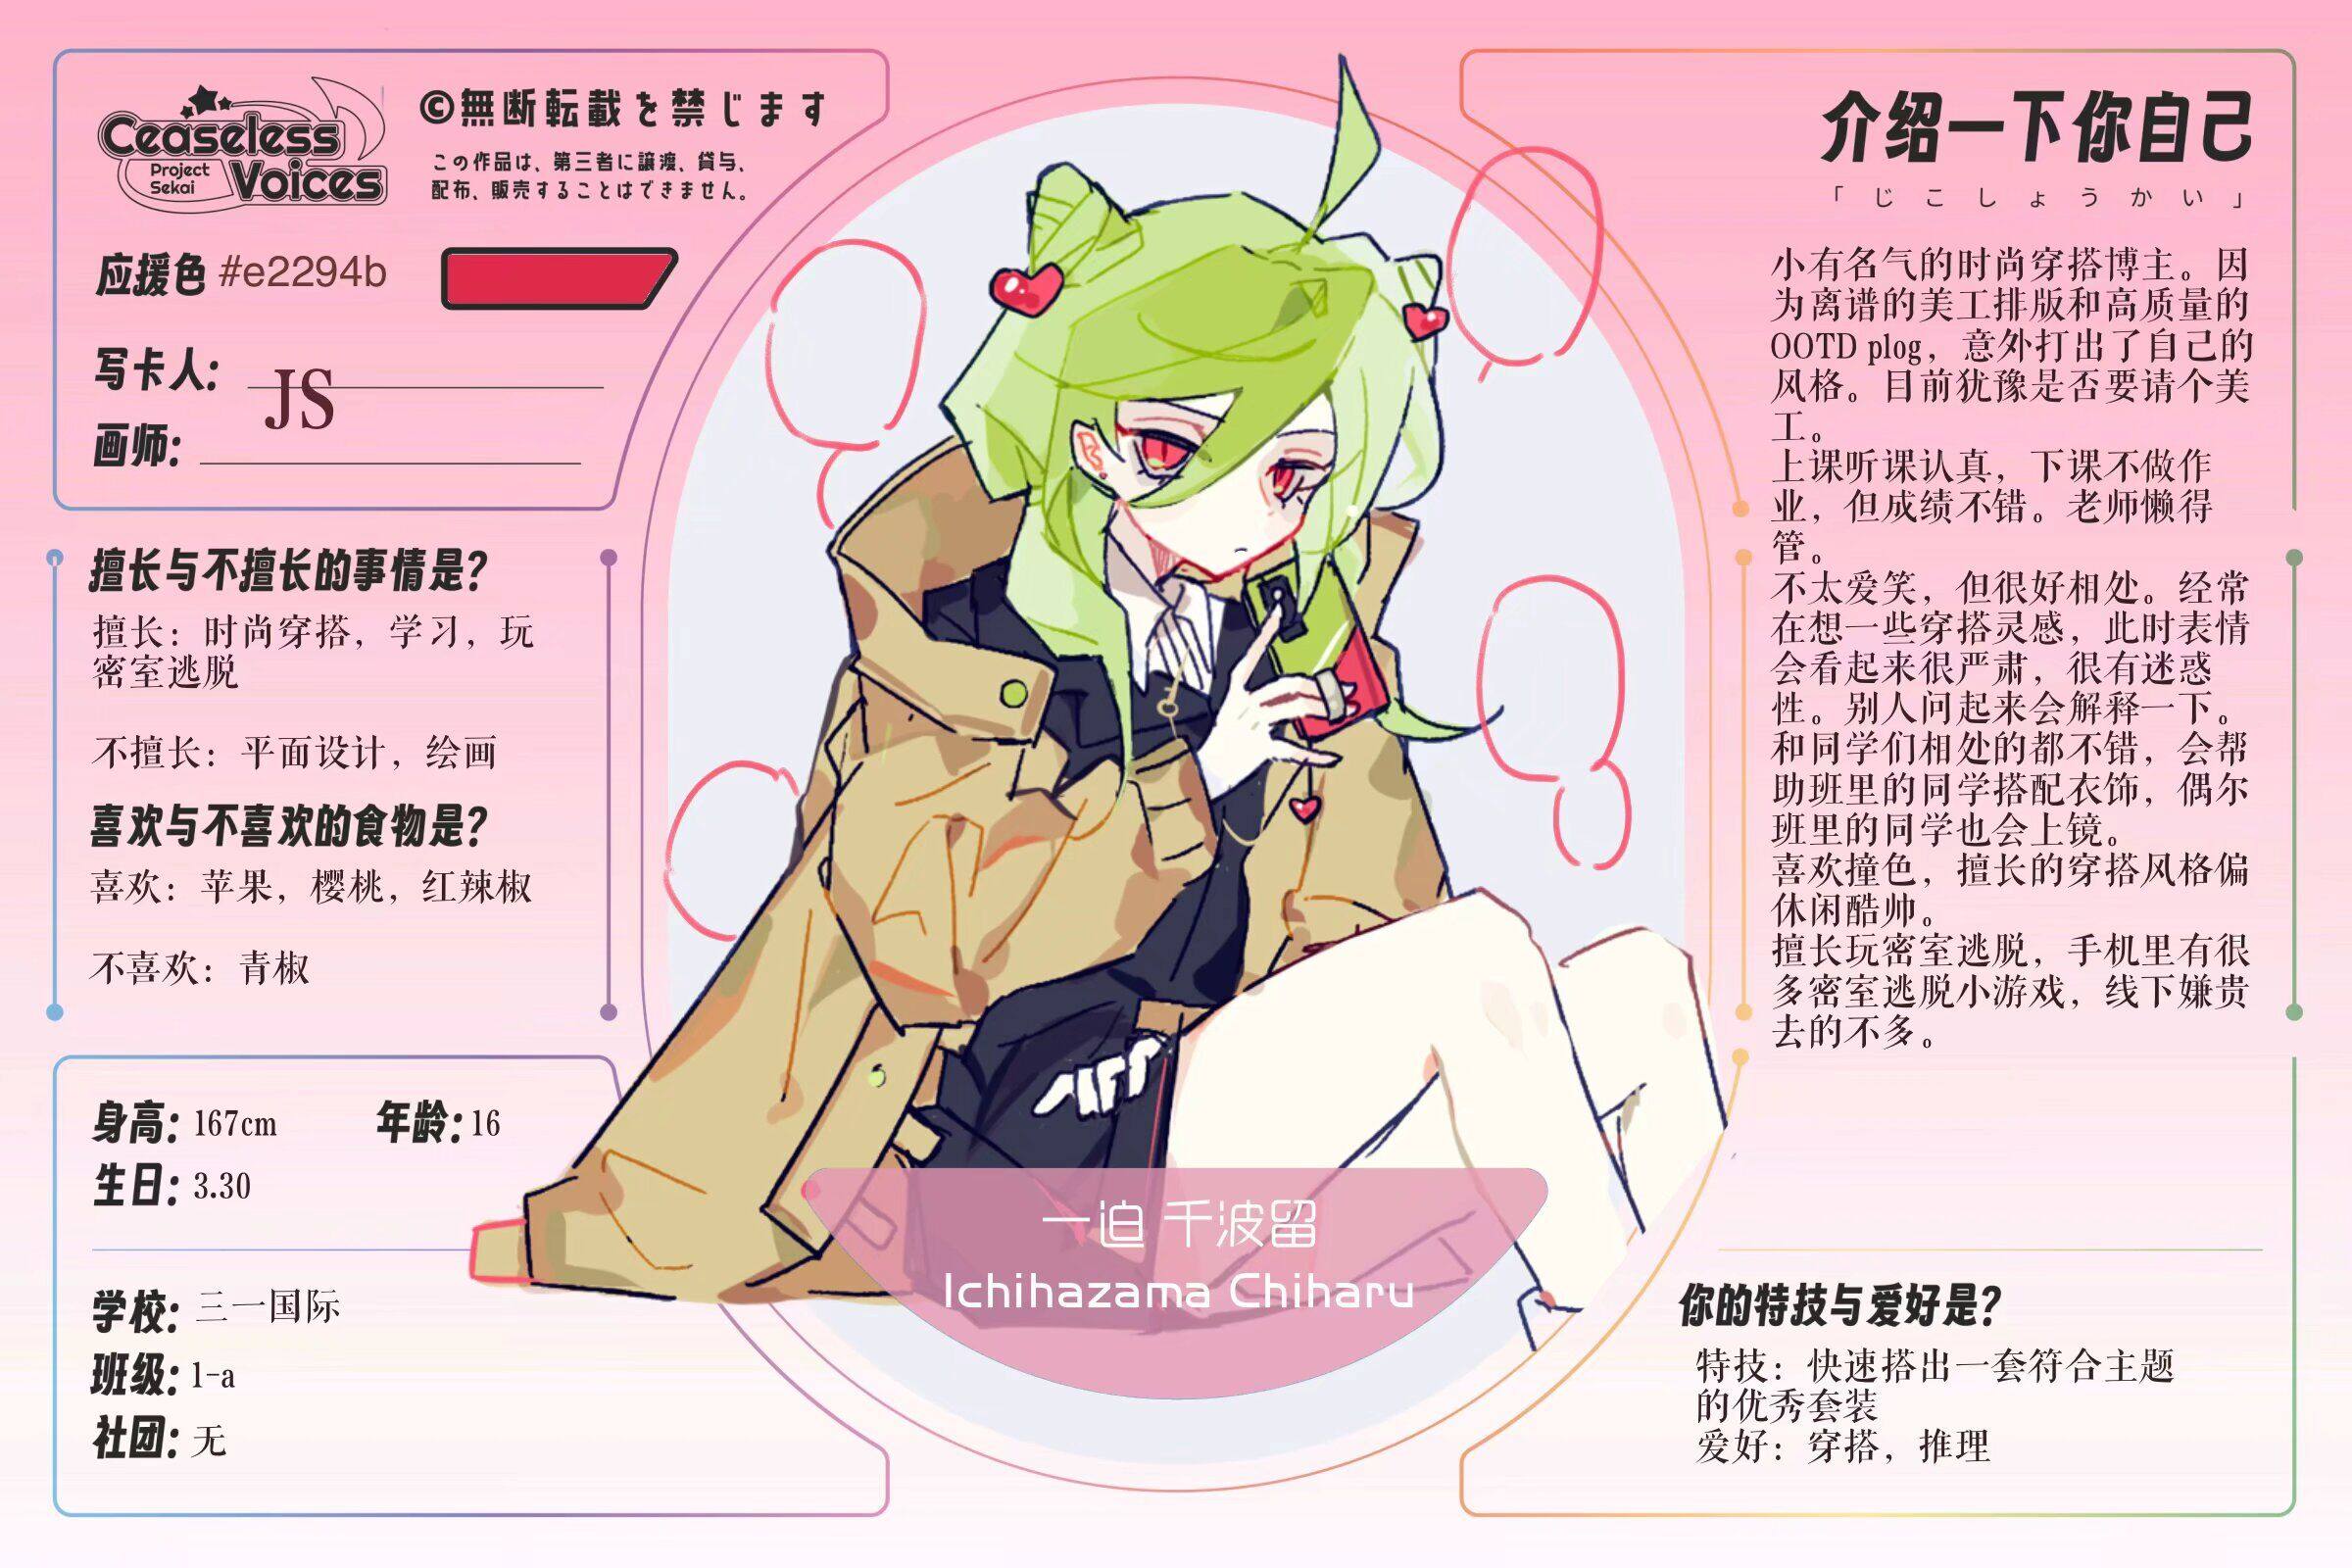 Ceaseless
Voices
Project
Sekai
©無断転載を禁じます
この作品は、第三者に譲渡、貸与、
配布、販売することはできません。
应援色 #e2294b
写卡人: JS
画师:
擅长与不擅长的事情是?
擅长：时尚穿搭，学习，玩
密室逃脱
不擅长：平面设计，绘画
喜欢与不喜欢的食物是?
喜欢：苹果，樱桃，红辣椒
不喜欢：青椒
身高: 167cm 年龄: 16
生日: 3.30
学校: 三一国际
班级: 1-a
社团: 无
一迫 千波留
Ichihazama Chiharu
介绍一下你自己
「じこしょうかい」
小有名气的时尚穿搭博主。因
为离谱的美工排版和高质量的
OOTD plog，意外打出了自己的
风格。目前犹豫是否要请个美
工。
上课听课认真，下课不做作
业，但成绩不错。老师懒得
管。
不太爱笑，但很好相处。经常
在想一些穿搭灵感，此时表情
会看起来很严肃，很有迷惑
性。别人问起来会解释一下。
和同学们相处的都不错，会帮
助班里的同学搭配衣饰，偶尔
班里的同学也会上镜。
喜欢撞色，擅长的穿搭风格偏
休闲酷帅。
擅长玩密室逃脱，手机里有很
多密室逃脱小游戏，线下嫌贵
去的不多。
你的特技与爱好是?
特技：快速搭出一套符合主题
的优秀套装
爱好：穿搭，推理